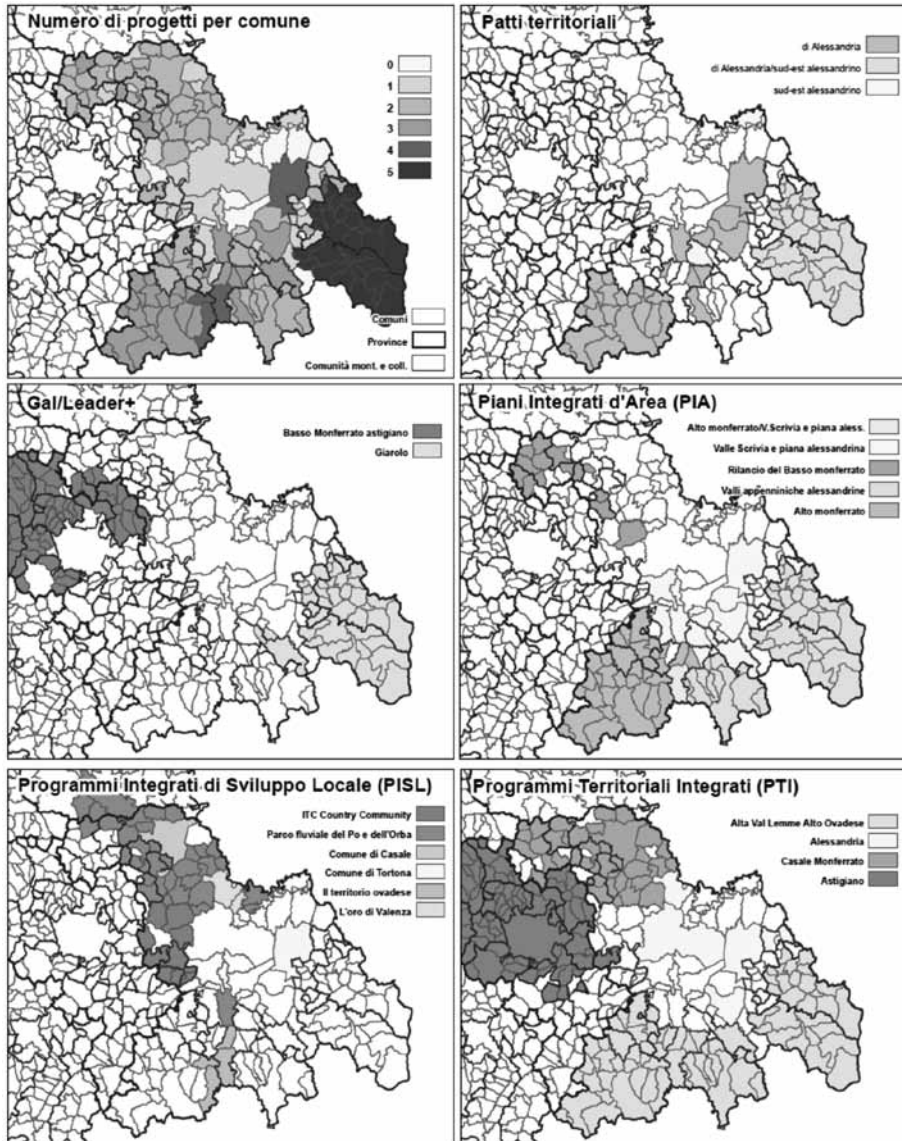 Numero di progetti per comune
0
1
2
3
4
5
Comuni
Province
Comunità mont. e coll.
Patti territoriali
di Alessandria
di Alessandria/sud-est alessandrino
sud-est alessandrino
Gal/Leader+
Basso Monferrato astigiano
Giarolo
Piani Integrati d'Area (PIA)
Alto monferrato/V.Scrivia e piana aless.
Valle Scrivia e piana alessandrina
Rilancio del Basso monferrato
Valli appenniniche alessandrine
Alto monferrato
Programmi Integrati di Sviluppo Locale (PISL)
ITC Country Community
Parco fluviale del Po e dell'Orba
Comune di Casale
Comune di Tortona
Il territorio ovadese
L'oro di Valenza
Programmi Territoriali Integrati (PTI)
Alta Val Lemme Alto Ovadese
Alessandria
Casale Monferrato
Astigiano